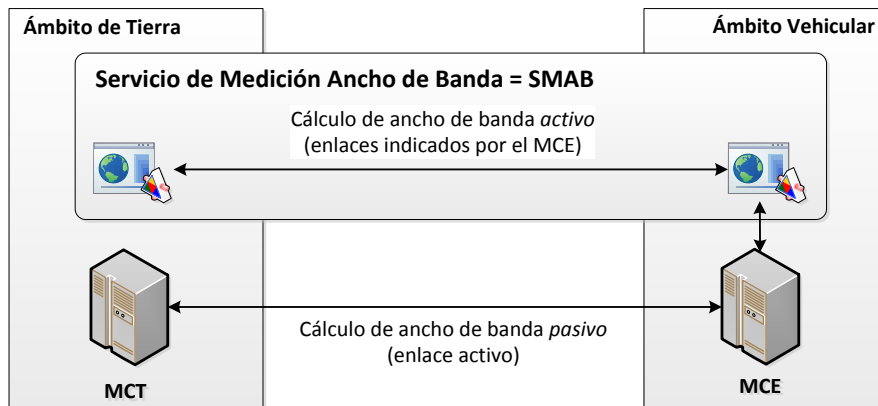 Ámbito de Tierra
Ámbito Vehicular
Servicio de Medición Ancho de Banda = SMAB
Cálculo de ancho de banda activo
(enlaces indicados por el MCE)
Cálculo de ancho de banda pasivo
(enlace activo)
MCT
MCE